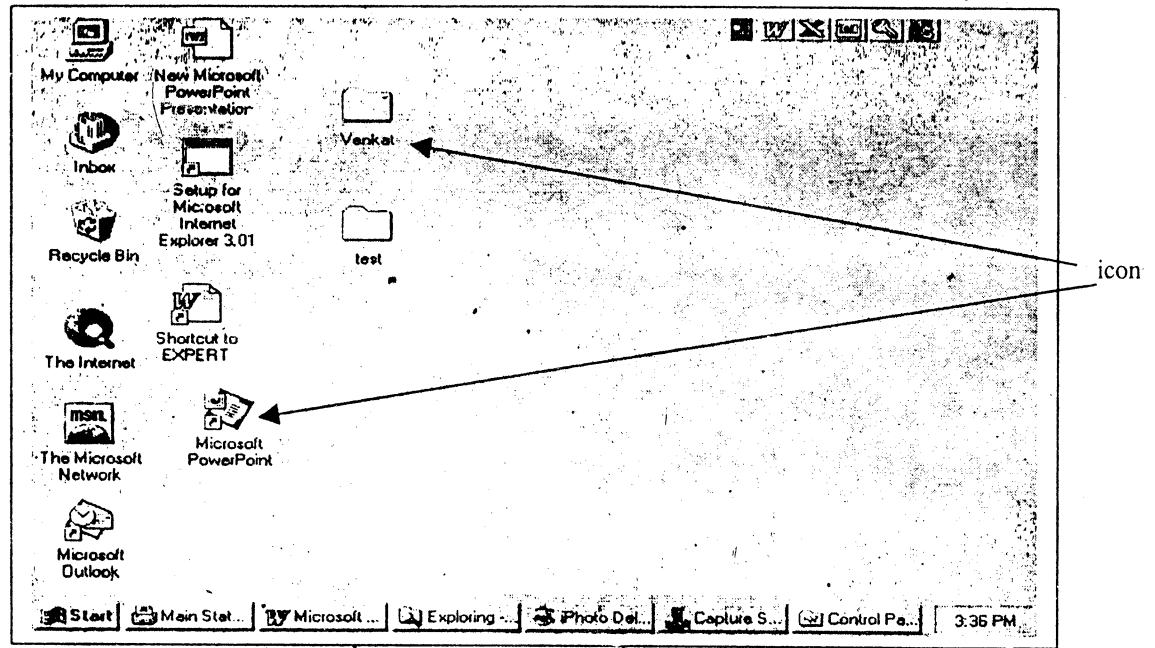 My Computer
New Microsoft
PowerPoint
Presentation
Inbox
Setup for
Microsoft
Internet
Explorer 3.01
Recycle Bin
Venkat
test
icon
The Internet
Shortcut to
EXPERT
msn.
The Microsoft
Network
Microsoft
PowerPoint
Microsoft
Outlook
Start
Main Stat...
Microsoft ...
Exploring -...
iPhoto Del...
Capture S...
Control Pa...
3:36 PM